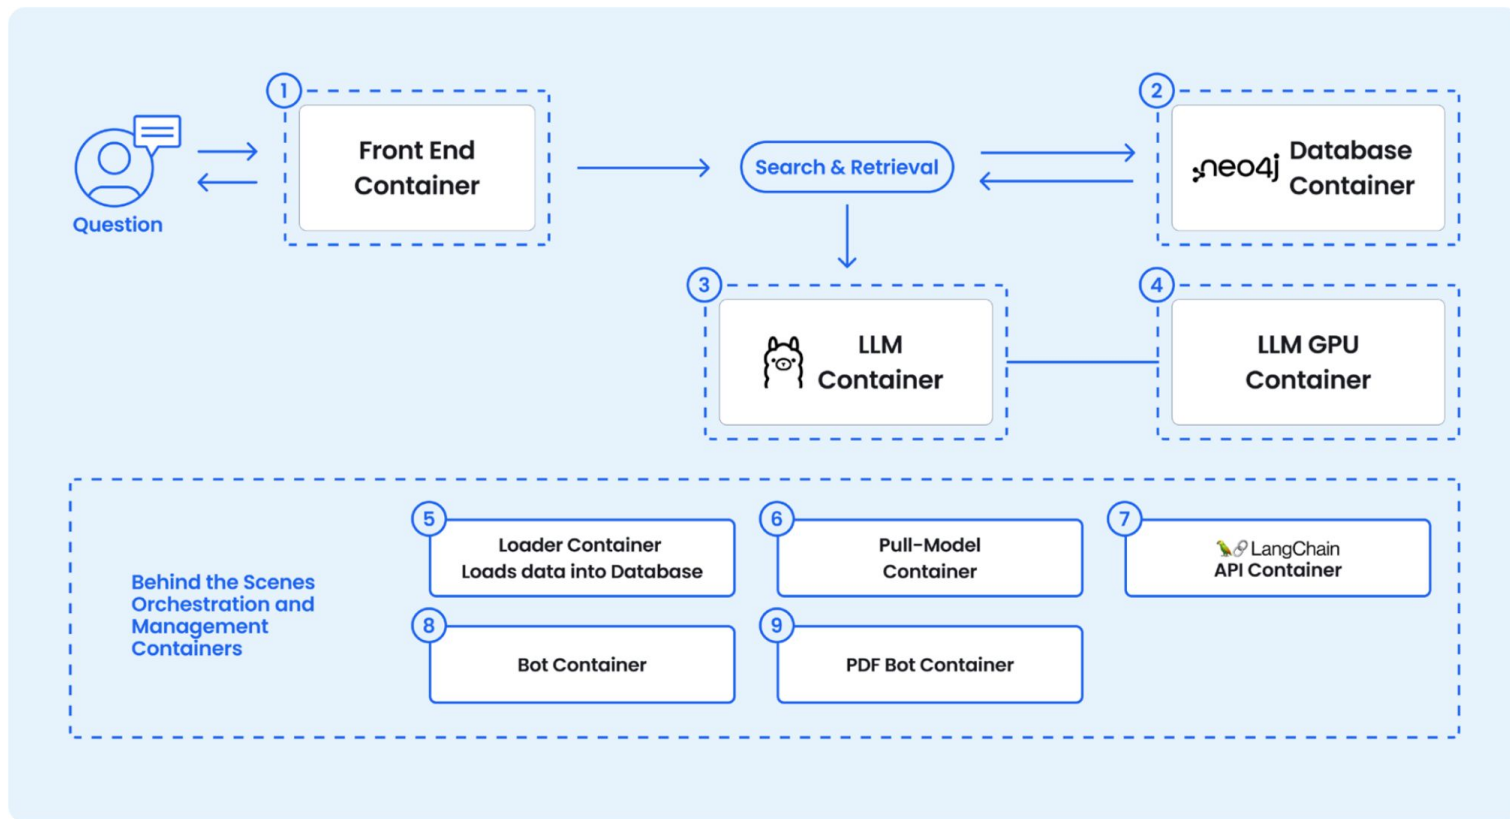 1
Front End
Container
Question
Search & Retrieval
2
neo4j
Database
Container
3
LLM
Container
4
LLM GPU
Container
Behind the Scenes
Orchestration and
Management
Containers
5
Loader Container
Loads data into Database
6
Pull-Model
Container
7
LangChain
API Container
8
Bot Container
9
PDF Bot Container